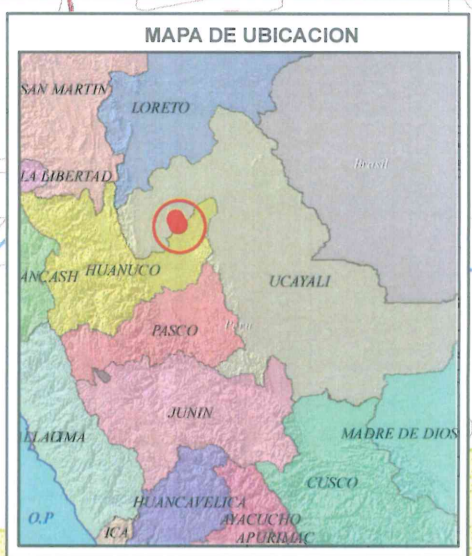 MAPA DE UBICACION
SAN MARTIN
LORETO
Brasil
LA LIBERTAD
ANCASH
HUANUCO
UCAYALI
PASCO
Peru
JUNIN
LIMA
MADRE DE DIOS
CUSCO
HUANCAVELICA
O.P
AYACUCHO
ICA
APURIMAC